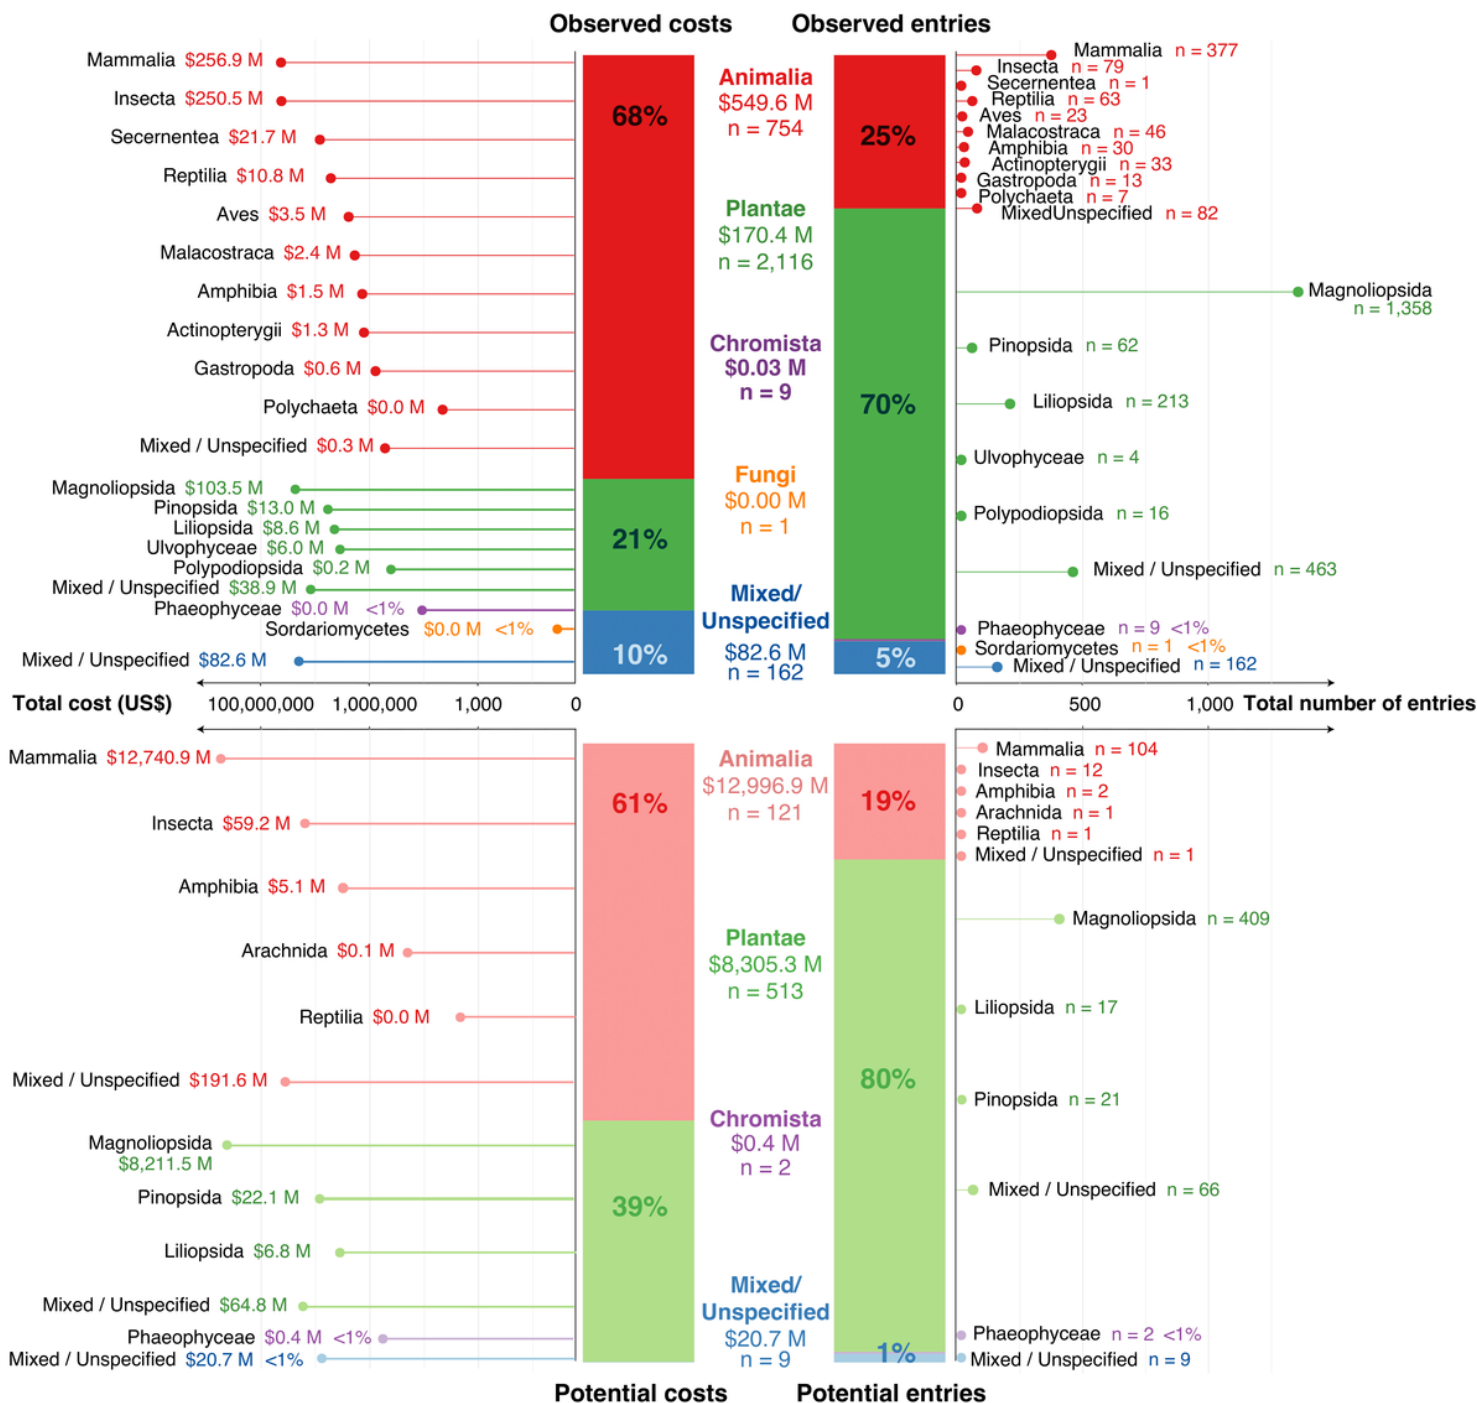 Observed costs
Observed entries
Mammalia $256.9 M
Insecta $250.5 M
Secernentea $21.7 M
Reptilia $10.8 M
Aves $3.5 M
Malacostraca $2.4 M
Amphibia $1.5 M
Actinopterygii $1.3 M
Gastropoda $0.6 M
Polychaeta $0.0 M
Mixed / Unspecified $0.3 M
Magnoliopsida $103.5 M
Pinopsida $13.0 M
Liliopsida $8.6 M
Ulvophyceae $6.0 M
Polypodiopsida $0.2 M
Mixed / Unspecified $38.9 M
Phaeophyceae $0.0 M <1%
Sordariomycetes $0.0 M <1%
Mixed / Unspecified $82.6 M
68%
21%
10%
Animalia
$549.6 M
n = 754
Plantae
$170.4 M
n = 2,116
Chromista
$0.03 M
n = 9
Fungi
$0.00 M
n = 1
Mixed/
Unspecified
$82.6 M
n = 162
25%
70%
5%
Mammalia n = 377
Insecta n = 79
Secernentea n = 1
Reptilia n = 63
Aves n = 23
Malacostraca n = 46
Amphibia n = 30
Actinopterygii n = 33
Gastropoda n = 13
Polychaeta n = 7
MixedUnspecified n = 82
Magnoliopsida
n = 1,358
Pinopsida n = 62
Liliopsida n = 213
Ulvophyceae n = 4
Polypodiopsida n = 16
Mixed / Unspecified n = 463
Phaeophyceae n = 9 <1%
Sordariomycetes n = 1 <1%
Mixed / Unspecified n = 162
Total cost (US$) 100,000,000 1,000,000 1,000 0
0 500 1,000 Total number of entries
Mammalia $12,740.9 M
Insecta $59.2 M
Amphibia $5.1 M
Arachnida $0.1 M
Reptilia $0.0 M
Mixed / Unspecified $191.6 M
Magnoliopsida
$8,211.5 M
Pinopsida $22.1 M
Liliopsida $6.8 M
Mixed / Unspecified $64.8 M
Phaeophyceae $0.4 M <1%
Mixed / Unspecified $20.7 M <1%
61%
39%
Animalia
$12,996.9 M
n = 121
Plantae
$8,305.3 M
n = 513
Chromista
$0.4 M
n = 2
Mixed/
Unspecified
$20.7 M
n = 9
19%
80%
1%
Mammalia n = 104
Insecta n = 12
Amphibia n = 2
Arachnida n = 1
Reptilia n = 1
Mixed / Unspecified n = 1
Magnoliopsida n = 409
Liliopsida n = 17
Pinopsida n = 21
Mixed / Unspecified n = 66
Phaeophyceae n = 2 <1%
Mixed / Unspecified n = 9
Potential costs
Potential entries